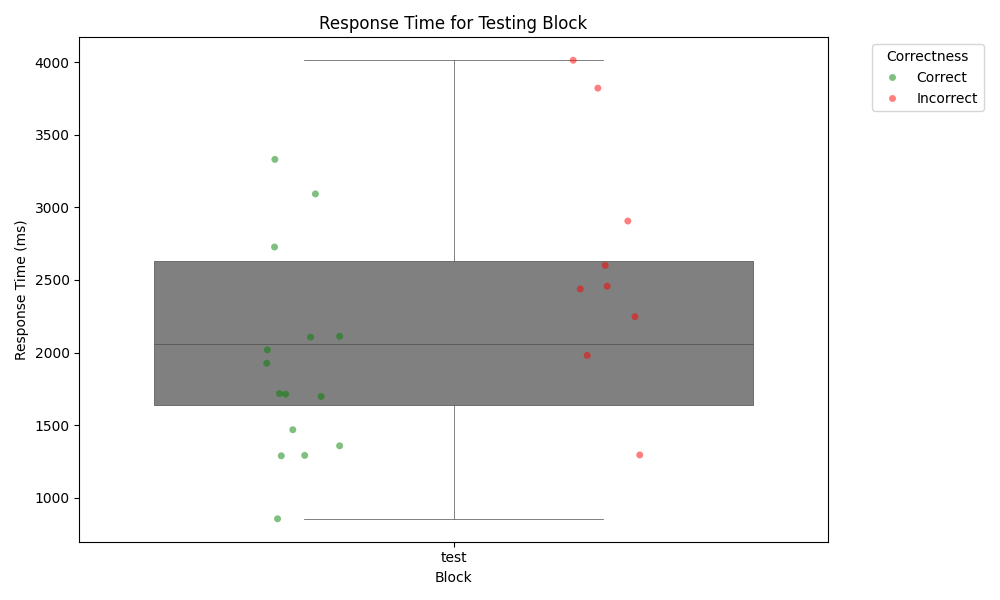 Response Time for Testing Block
Correctness
Correct
Incorrect
Response Time (ms)
4000
3500
3000
2500
2000
1500
1000
test
Block